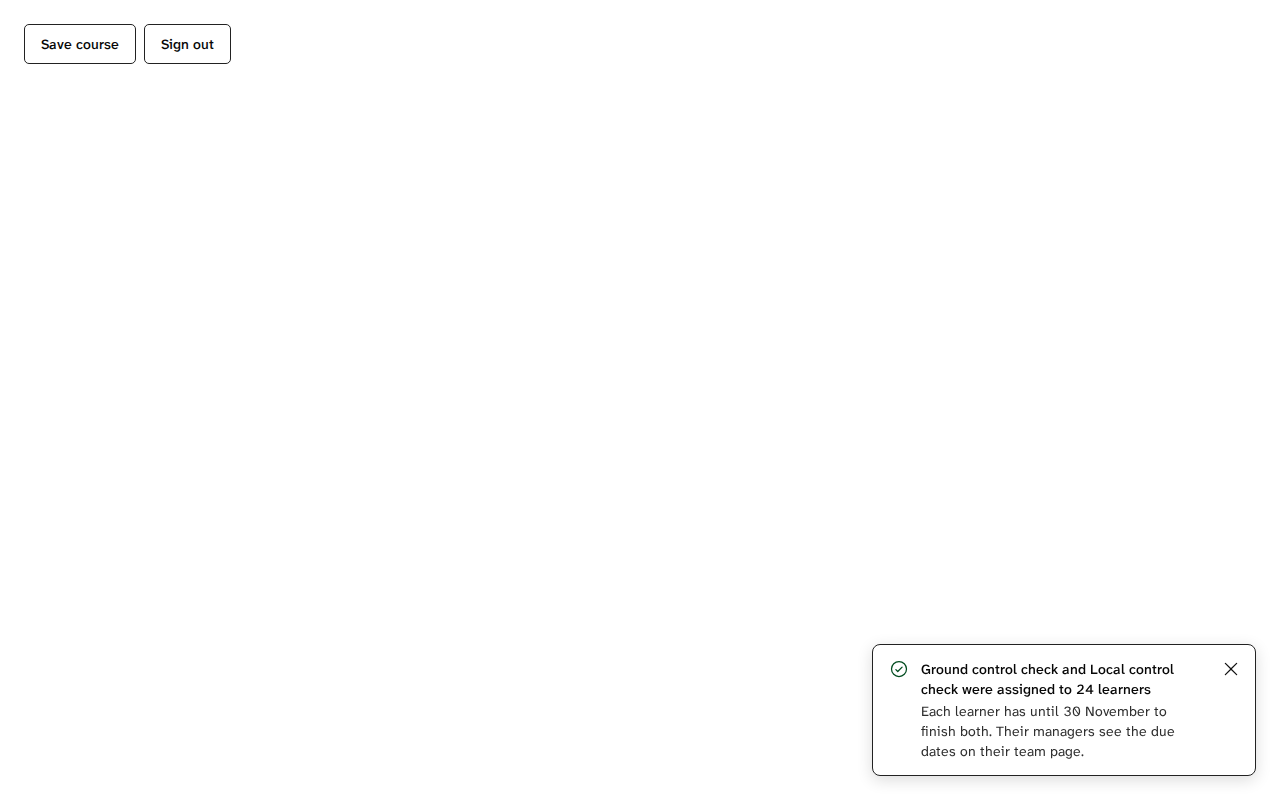 Save course
Sign out
Ground control check and Local control
check were assigned to 24 learners
Each learner has until 30 November to
finish both. Their managers see the due
dates on their team page.